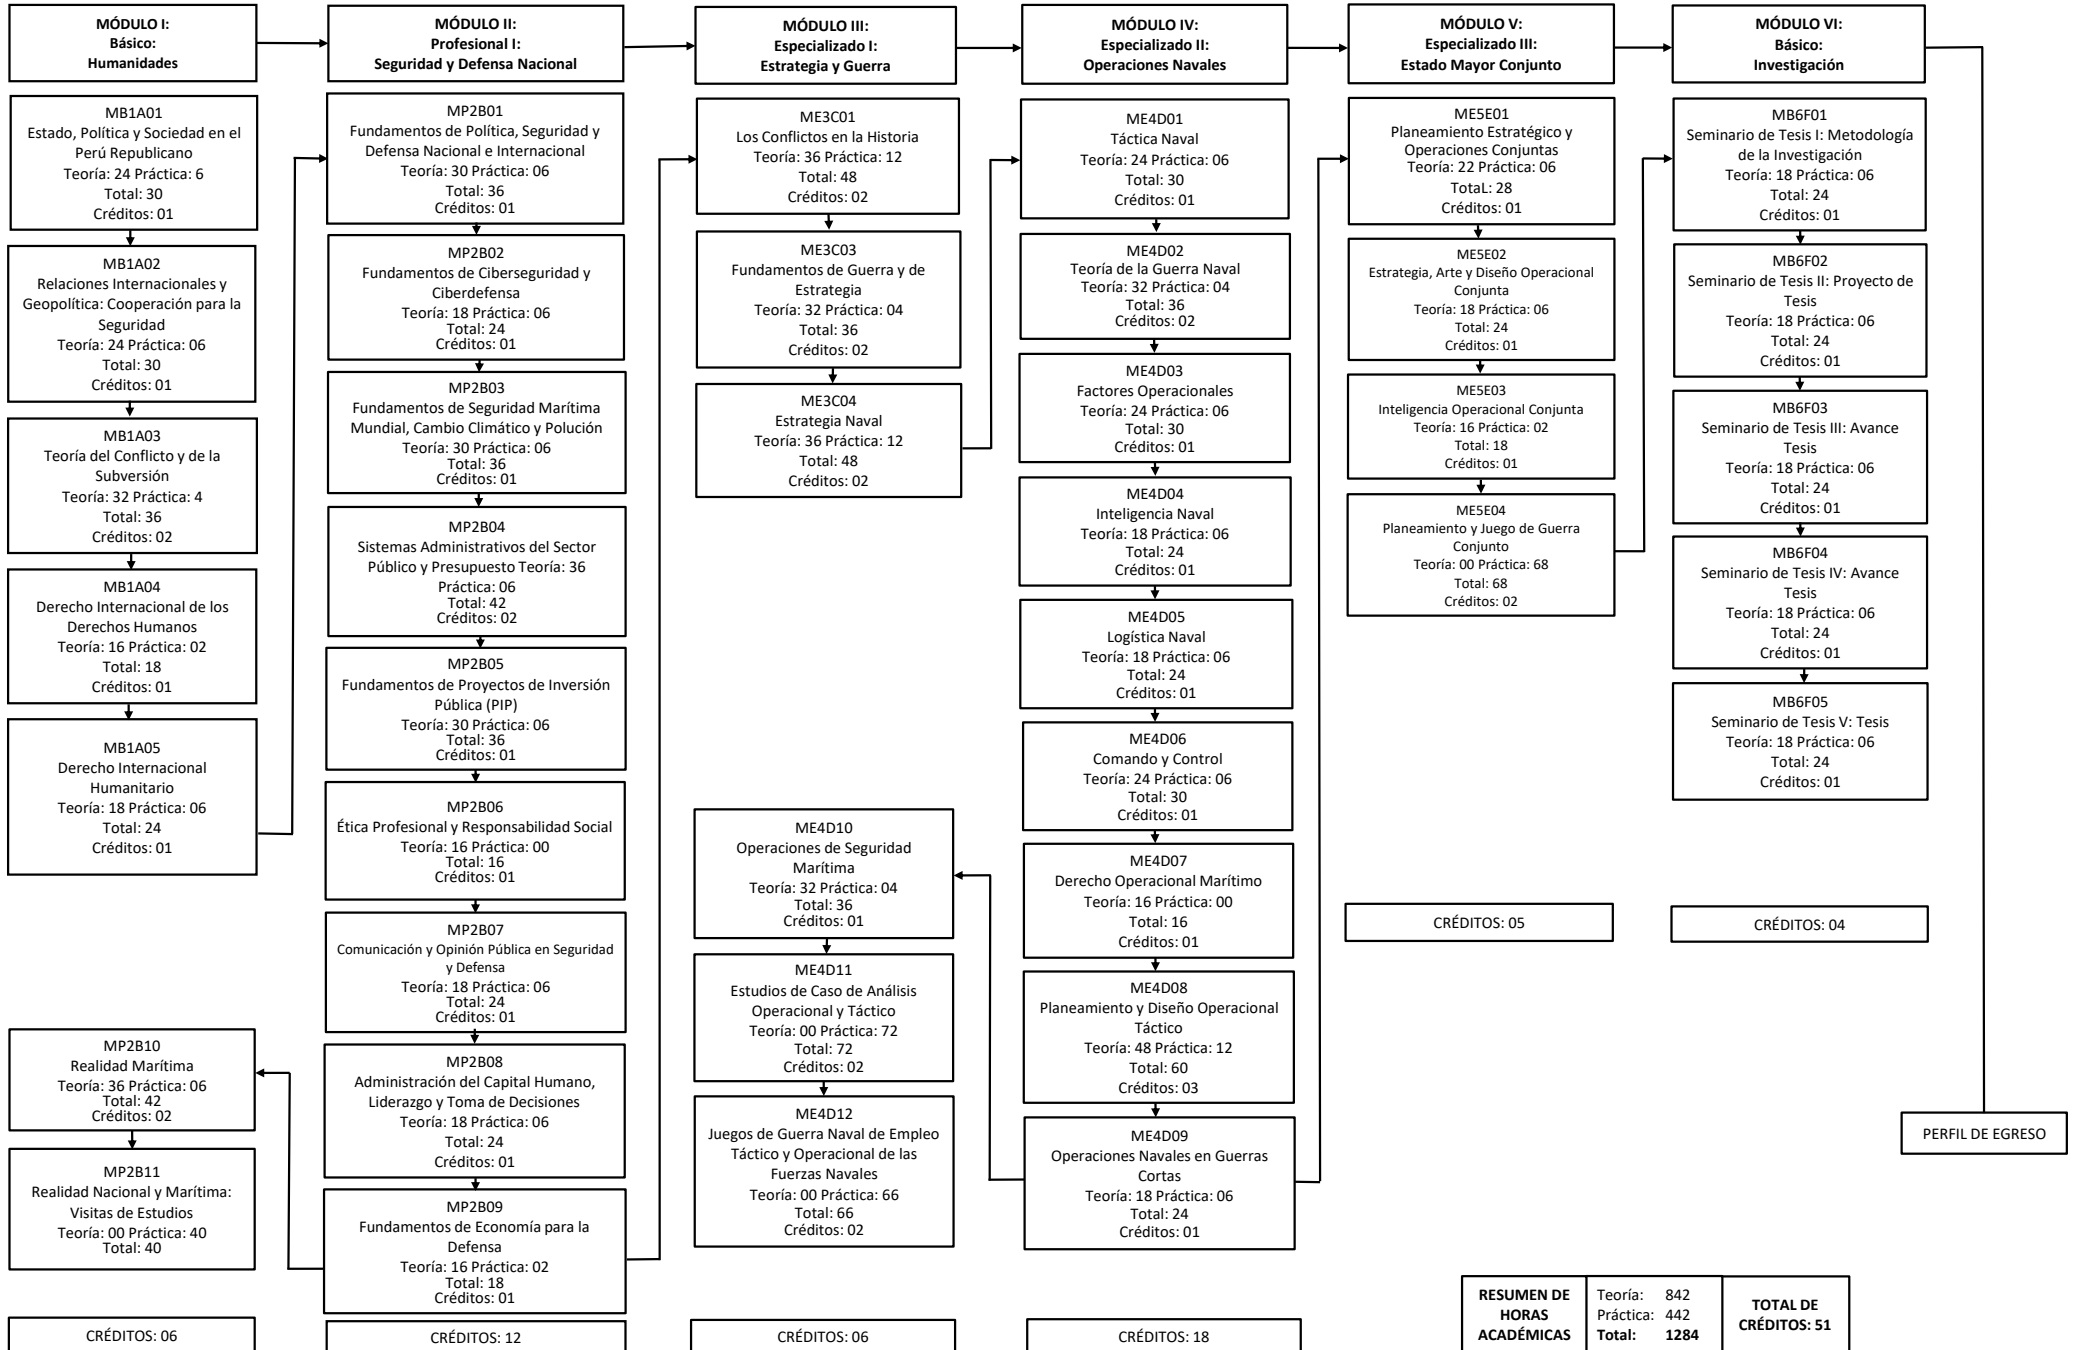 MÓDULO I:
Básico:
Humanidades
MÓDULO II:
Profesional I:
Seguridad y Defensa Nacional
MÓDULO III:
Especializado I:
Estrategia y Guerra
MÓDULO IV:
Especializado II:
Operaciones Navales
MÓDULO V:
Especializado III:
Estado Mayor Conjunto
MÓDULO VI:
Básico:
Investigación
MB1A01
Estado, Política y Sociedad en el
Perú Republicano
Teoría: 24 Práctica: 6
Total: 30
Créditos: 01
MB1A02
Relaciones Internacionales y
Geopolítica: Cooperación para la
Seguridad
Teoría: 24 Práctica: 06
Total: 30
Créditos: 01
MB1A03
Teoría del Conflicto y de la
Subversión
Teoría: 32 Práctica: 4
Total: 36
Créditos: 02
MB1A04
Derecho Internacional de los
Derechos Humanos
Teoría: 16 Práctica: 02
Total: 18
Créditos: 01
MB1A05
Derecho Internacional
Humanitario
Teoría: 18 Práctica: 06
Total: 24
Créditos: 01
MP2B10
Realidad Marítima
Teoría: 36 Práctica: 06
Total: 42
Créditos: 02
MP2B11
Realidad Nacional y Marítima:
Visitas de Estudios
Teoría: 00 Práctica: 40
Total: 40
CRÉDITOS: 06
MP2B01
Fundamentos de Política, Seguridad y
Defensa Nacional e Internacional
Teoría: 30 Práctica: 06
Total: 36
Créditos: 01
MP2B02
Fundamentos de Ciberseguridad y
Ciberdefensa
Teoría: 18 Práctica: 06
Total: 24
Créditos: 01
MP2B03
Fundamentos de Seguridad Marítima
Mundial, Cambio Climático y Polución
Teoría: 30 Práctica: 06
Total: 36
Créditos: 01
MP2B04
Sistemas Administrativos del Sector
Público y Presupuesto Teoría: 36
Práctica: 06
Total: 42
Créditos: 02
MP2B05
Fundamentos de Proyectos de Inversión
Pública (PIP)
Teoría: 30 Práctica: 06
Total: 36
Créditos: 01
MP2B06
Ética Profesional y Responsabilidad Social
Teoría: 16 Práctica: 00
Total: 16
Créditos: 01
MP2B07
Comunicación y Opinión Pública en Seguridad
y Defensa
Teoría: 18 Práctica: 06
Total: 24
Créditos: 01
MP2B08
Administración del Capital Humano,
Liderazgo y Toma de Decisiones
Teoría: 18 Práctica: 06
Total: 24
Créditos: 01
MP2B09
Fundamentos de Economía para la
Defensa
Teoría: 16 Práctica: 02
Total: 18
Créditos: 01
CRÉDITOS: 12
ME3C01
Los Conflictos en la Historia
Teoría: 36 Práctica: 12
Total: 48
Créditos: 02
ME3C03
Fundamentos de Guerra y de
Estrategia
Teoría: 32 Práctica: 04
Total: 36
Créditos: 02
ME3C04
Estrategia Naval
Teoría: 36 Práctica: 12
Total: 48
Créditos: 02
ME4D10
Operaciones de Seguridad
Marítima
Teoría: 32 Práctica: 04
Total: 36
Créditos: 01
ME4D11
Estudios de Caso de Análisis
Operacional y Táctico
Teoría: 00 Práctica: 72
Total: 72
Créditos: 02
ME4D12
Juegos de Guerra Naval de Empleo
Táctico y Operacional de las
Fuerzas Navales
Teoría: 00 Práctica: 66
Total: 66
Créditos: 02
CRÉDITOS: 06
ME4D01
Táctica Naval
Teoría: 24 Práctica: 06
Total: 30
Créditos: 01
ME4D02
Teoría de la Guerra Naval
Teoría: 32 Práctica: 04
Total: 36
Créditos: 02
ME4D03
Factores Operacionales
Teoría: 24 Práctica: 06
Total: 30
Créditos: 01
ME4D04
Inteligencia Naval
Teoría: 18 Práctica: 06
Total: 24
Créditos: 01
ME4D05
Logística Naval
Teoría: 18 Práctica: 06
Total: 24
Créditos: 01
ME4D06
Comando y Control
Teoría: 24 Práctica: 06
Total: 30
Créditos: 01
ME4D07
Derecho Operacional Marítimo
Teoría: 16 Práctica: 00
Total: 16
Créditos: 01
ME4D08
Planeamiento y Diseño Operacional
Táctico
Teoría: 48 Práctica: 12
Total: 60
Créditos: 03
ME4D09
Operaciones Navales en Guerras
Cortas
Teoría: 18 Práctica: 06
Total: 24
Créditos: 01
CRÉDITOS: 18
ME5E01
Planeamiento Estratégico y
Operaciones Conjuntas
Teoría: 22 Práctica: 06
TotaL: 28
Créditos: 01
ME5E02
Estrategia, Arte y Diseño Operacional
Conjunta
Teoría: 18 Práctica: 06
Total: 24
Créditos: 01
ME5E03
Inteligencia Operacional Conjunta
Teoría: 16 Práctica: 02
Total: 18
Créditos: 01
ME5E04
Planeamiento y Juego de Guerra
Conjunto
Teoría: 00 Práctica: 68
Total: 68
Créditos: 02
CRÉDITOS: 05
MB6F01
Seminario de Tesis I: Metodología
de la Investigación
Teoría: 18 Práctica: 06
Total: 24
Créditos: 01
MB6F02
Seminario de Tesis II: Proyecto de
Tesis
Teoría: 18 Práctica: 06
Total: 24
Créditos: 01
MB6F03
Seminario de Tesis III: Avance
Tesis
Teoría: 18 Práctica: 06
Total: 24
Créditos: 01
MB6F04
Seminario de Tesis IV: Avance
Tesis
Teoría: 18 Práctica: 06
Total: 24
Créditos: 01
MB6F05
Seminario de Tesis V: Tesis
Teoría: 18 Práctica: 06
Total: 24
Créditos: 01
CRÉDITOS: 04
PERFIL DE EGRESO
RESUMEN DE
HORAS
ACADÉMICAS
Teoría: 842
Práctica: 442
Total: 1284
TOTAL DE
CRÉDITOS: 51